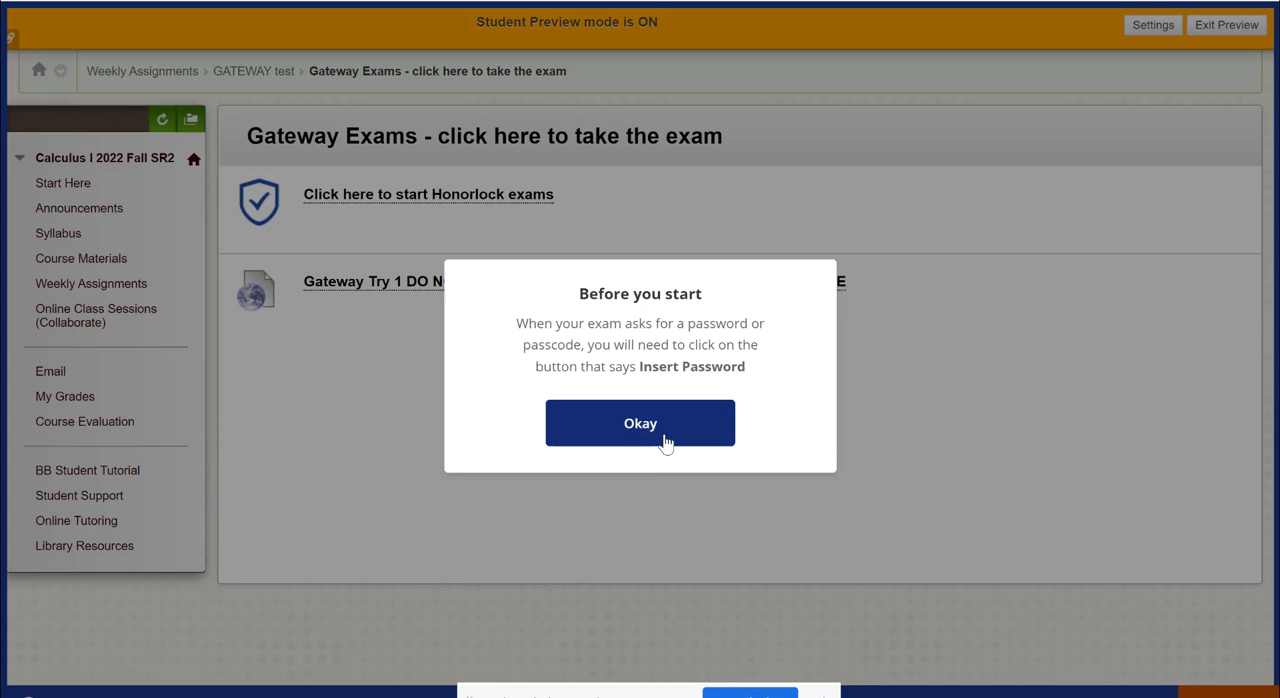 Student Preview mode is ON
Settings
Exit Preview
Weekly Assignments › GATEWAY test › Gateway Exams - click here to take the exam
Gateway Exams - click here to take the exam
Calculus I 2022 Fall SR2
Start Here
Announcements
Syllabus
Course Materials
Weekly Assignments
Online Class Sessions
(Collaborate)
Email
My Grades
Course Evaluation
BB Student Tutorial
Student Support
Online Tutoring
Library Resources
Click here to start Honorlock exams
Gateway Try 1 DO
Before you start
When your exam asks for a password or
passcode, you will need to click on the
button that says Insert Password
Okay